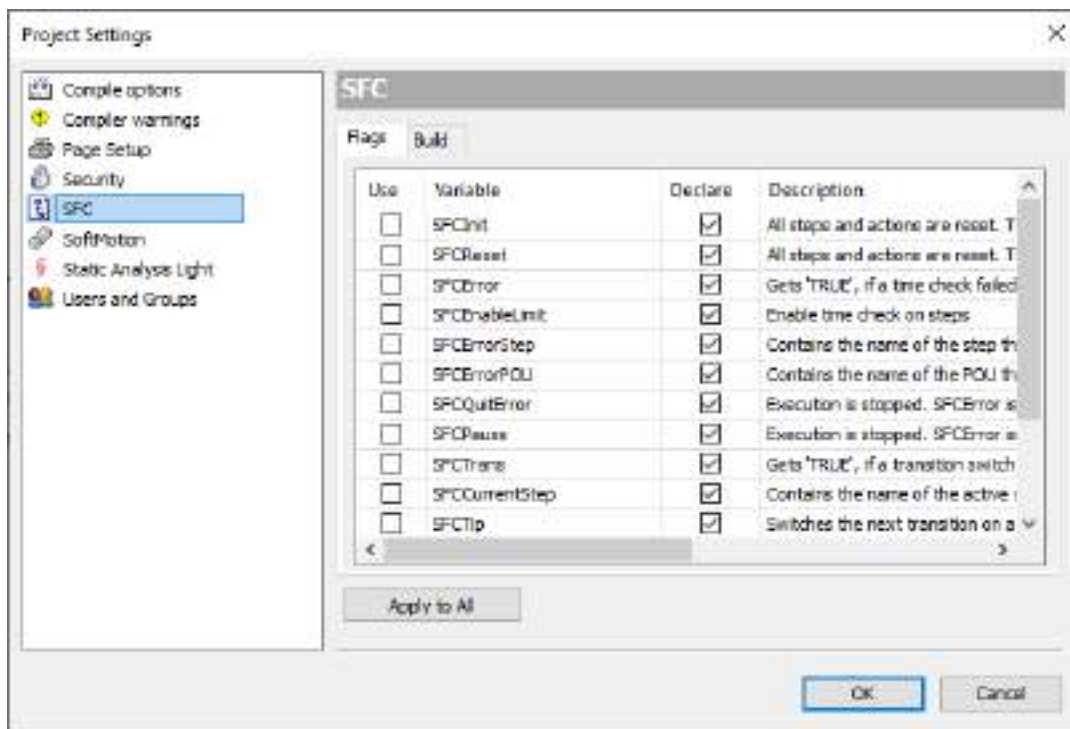 Project Settings
Compile options
Compiler warnings
Page Setup
Security
SFC
SoftMotion
Static Analysis Light
Users and Groups
SFC
Flags Build
Use Variable Declare Description
SFCInit All steps and actions are reset. T
SFCReset All steps and actions are reset. T
SFCError Gets 'TRUE', if a time check failed
SFCEnableLimit Enable time check on steps
SFCErrorStep Contains the name of the step th
SFCErrorPOU Contains the name of the POU th
SFCQuitError Execution is stopped. SFCError is
SFCPause Execution is stopped. SFCError is
SFCTrans Gets 'TRUE', if a transition switch
SFCCurrentStep Contains the name of the active
SFCTip Switches the next transition on a
Apply to All
OK Cancel